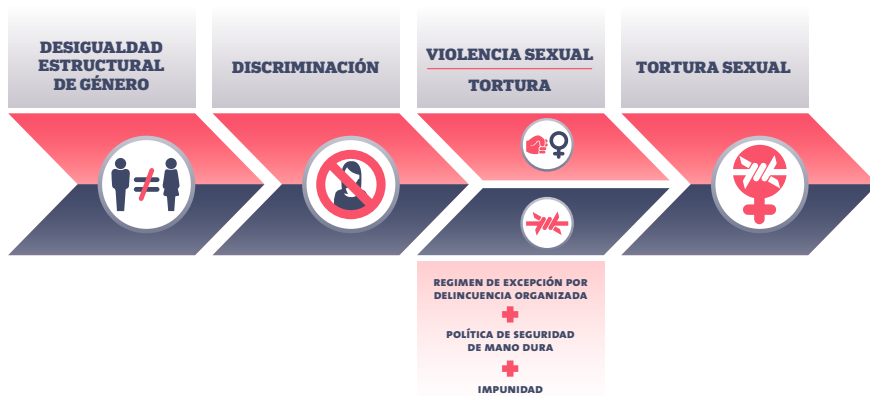 DESIGUALDAD
ESTRUCTURAL
DE GÉNERO
DISCRIMINACIÓN
VIOLENCIA SEXUAL
TORTURA
TORTURA SEXUAL
REGIMEN DE EXCEPCIÓN POR
DELINCUENCIA ORGANIZADA
POLÍTICA DE SEGURIDAD
DE MANO DURA
IMPUNIDAD